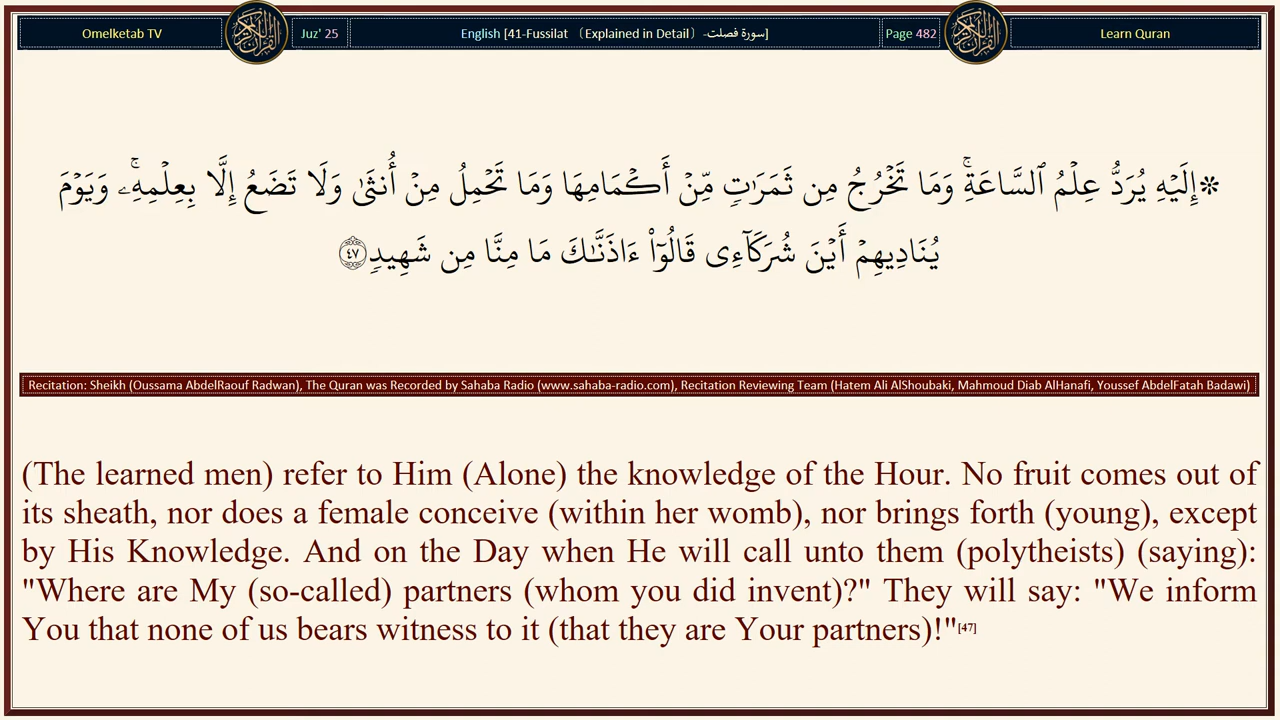 Omelketab TV
Juz' 25
English [41-Fussilat (Explained in Detail) -سورة فصلت]
Page 482
Learn Quran
۞إِلَيۡهِ يُرَدُّ عِلۡمُ ٱلسَّاعَةِۚ وَمَا تَخۡرُجُ مِن ثَمَرَٰتٖ مِّنۡ أَكۡمَامِهَا وَمَا تَحۡمِلُ مِنۡ أُنثَىٰ وَلَا تَضَعُ إِلَّا بِعِلۡمِهِۦۚ وَيَوۡمَ
يُنَادِيهِمۡ أَيۡنَ شُرَكَآءِي قَالُوٓاْ ءَاذَنَّٰكَ مَا مِنَّا مِن شَهِيدٖ ٤٧
Recitation: Sheikh (Oussama AbdelRaouf Radwan), The Quran was Recorded by Sahaba Radio (www.sahaba-radio.com), Recitation Reviewing Team (Hatem Ali AlShoubaki, Mahmoud Diab AlHanafi, Youssef AbdelFatah Badawi)
(The learned men) refer to Him (Alone) the knowledge of the Hour. No fruit comes out of
its sheath, nor does a female conceive (within her womb), nor brings forth (young), except
by His Knowledge. And on the Day when He will call unto them (polytheists) (saying):
"Where are My (so-called) partners (whom you did invent)?" They will say: "We inform
You that none of us bears witness to it (that they are Your partners)!"[47]